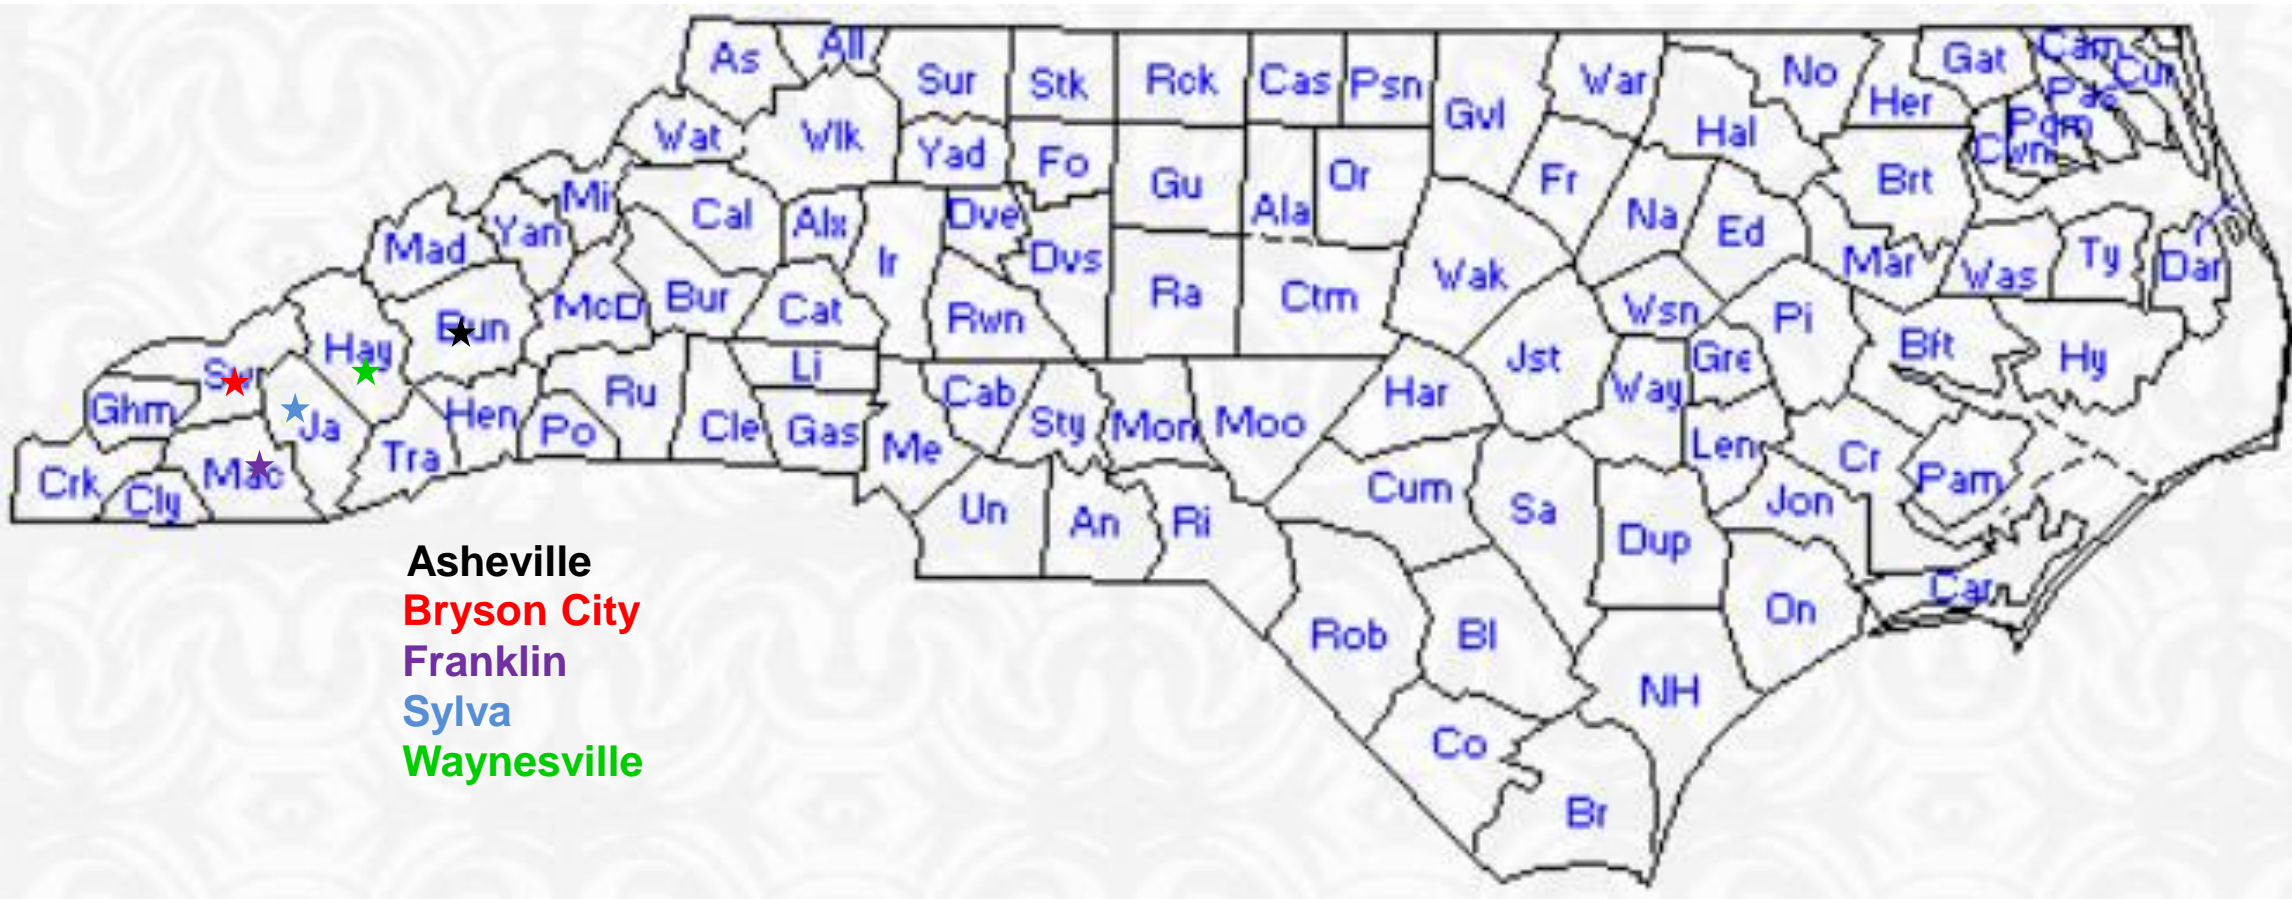 As All Sur Stk Rck Cas Psn Gvl War No Gat Cam Cur
Wat Wlk Yad Fo Gu Ala Or Fr Hal Her Pas Pqm Cwn
Mad Yan Mi Cal Alx Ir Dve Dvs Na Ed Brt
Bun McD Bur Cat Rwn Ra Ctm Wak Wsn Pi Mar Was Ty Dar
Hay Li Jst Gre Bft Hy
Ghm Ja Hen Po Ru Cle Gas Cab Sty Mon Moo Har Way
Crk Cly Mac Tra Me Cum Len Cr Pam
Un An Ri Sa Dup Jon
Car
Rob Bl On
NH
Co
Br
Asheville
Bryson City
Franklin
Sylva
Waynesville